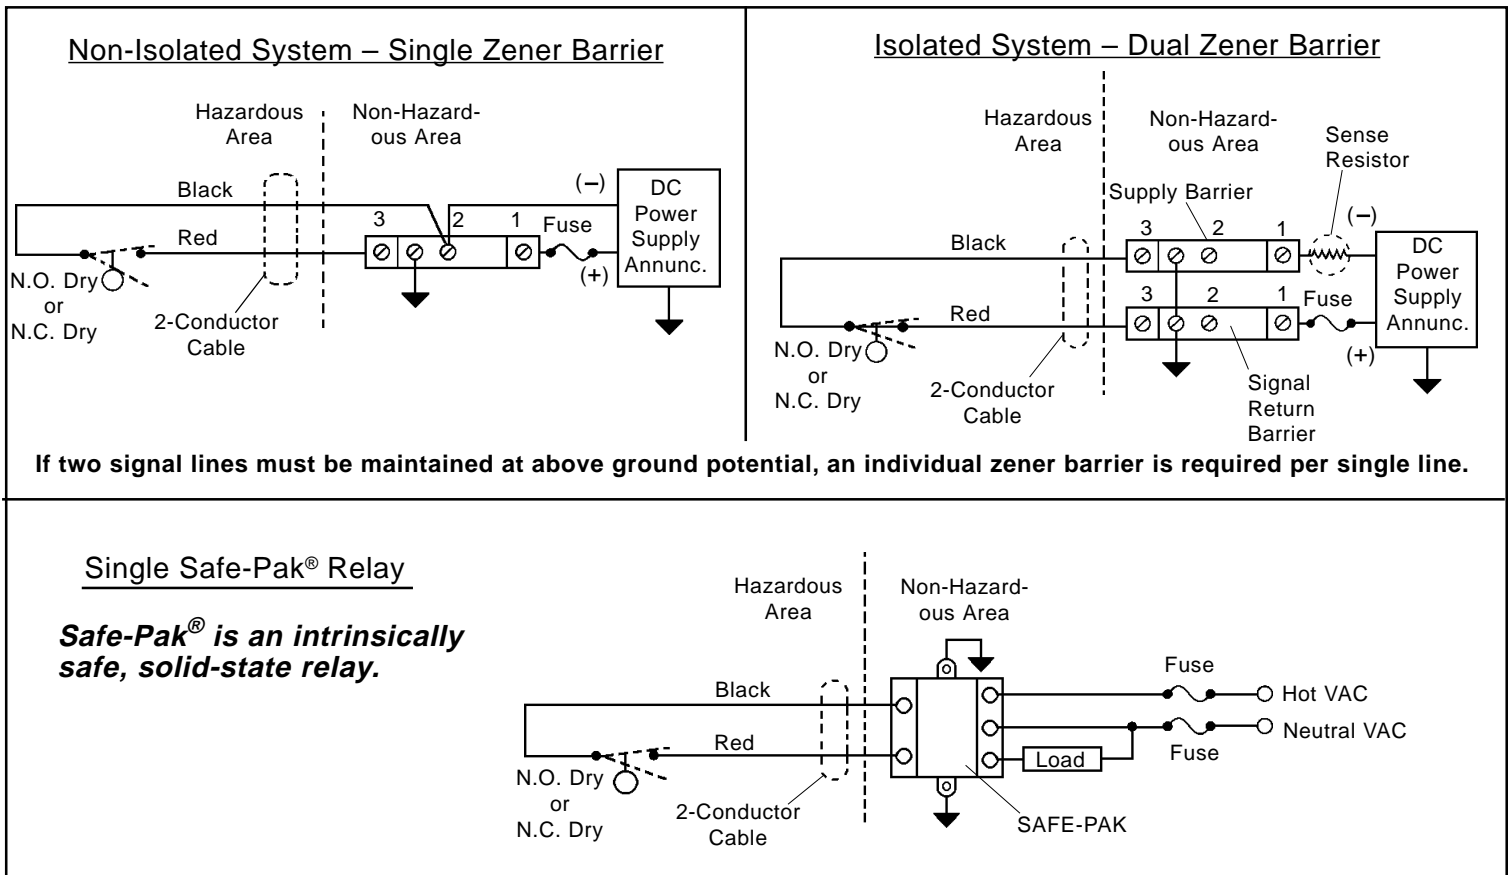 Non-Isolated System – Single Zener Barrier
Hazardous
Area
Non-Hazard-
ous Area
Black
Red
3
2
1
Fuse
(–)
(+)
DC
Power
Supply
Annunc.
N.O. Dry
or
N.C. Dry
2-Conductor
Cable
Isolated System – Dual Zener Barrier
Hazardous
Area
Non-Hazard-
ous Area
Sense
Resistor
Supply Barrier
Black
3
2
1
(–)
Red
3
2
1
Fuse
(+)
DC
Power
Supply
Annunc.
N.O. Dry
or
N.C. Dry
2-Conductor
Cable
Signal
Return
Barrier
If two signal lines must be maintained at above ground potential, an individual zener barrier is required per single line.
Single Safe-Pak® Relay
Safe-Pak® is an intrinsically
safe, solid-state relay.
Hazardous
Area
Non-Hazard-
ous Area
Black
Red
Fuse
Hot VAC
Neutral VAC
Fuse
Load
N.O. Dry
or
N.C. Dry
2-Conductor
Cable
SAFE-PAK